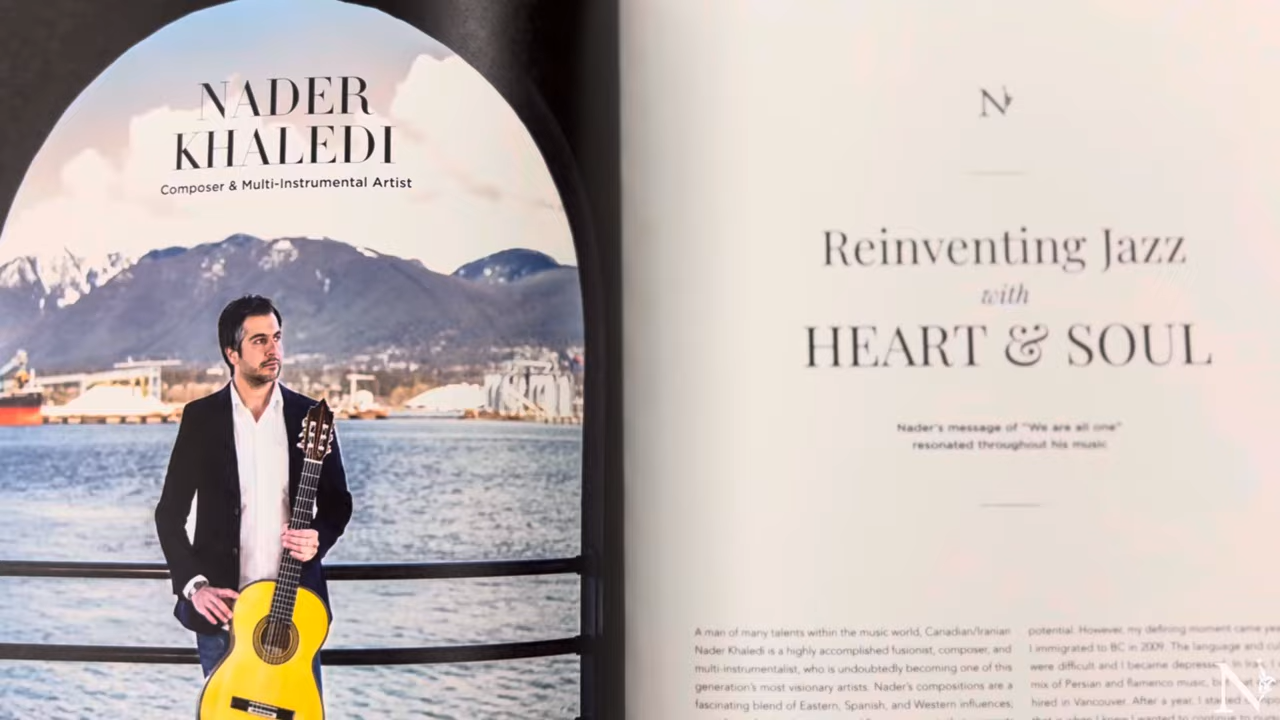 NADER
KHALEDI
Composer & Multi-Instrumental Artist
N
Reinventing Jazz
with
HEART & SOUL
Nader's message of "We are all one"
resonated throughout his music
A man of many talents within the music world, Canadian/Iranian
Nader Khaledi is a highly accomplished fusionist, composer, and
multi-instrumentalist, who is undoubtedly becoming one of this
generation's most visionary artists. Nader's compositions are a
fascinating blend of Eastern, Spanish, and Western influences,
potential. However, my defining moment came
I immigrated to BC in 2009. The language and
were difficult and I became
mix of Persian and flamenco music,
hired in Vancouver. After a year, I
N